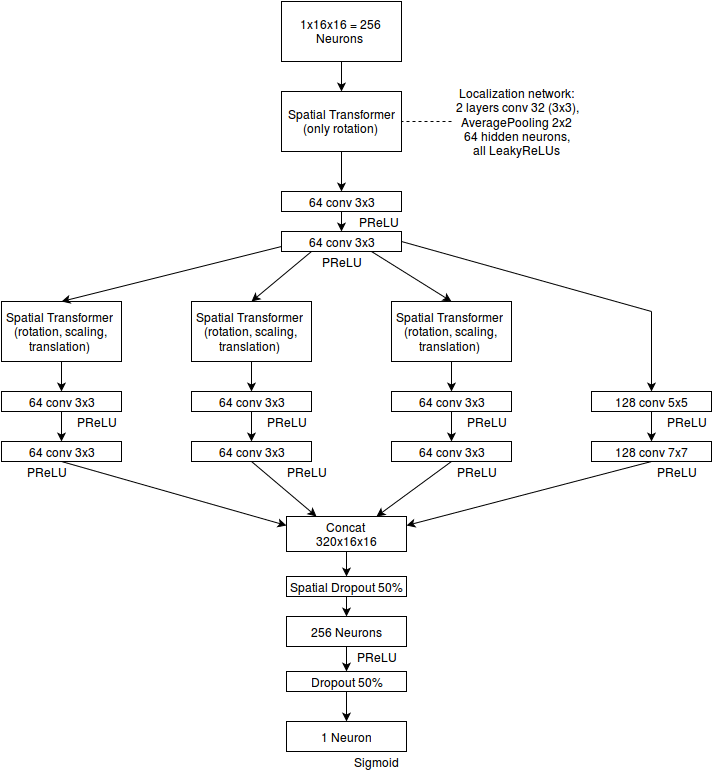 1x16x16 = 256
Neurons
Spatial Transformer
(only rotation)
Localization network:
2 layers conv 32 (3x3),
AveragePooling 2x2
64 hidden neurons,
all LeakyReLUs
64 conv 3x3
PReLU
64 conv 3x3
PReLU
Spatial Transformer
(rotation, scaling,
translation)
Spatial Transformer
(rotation, scaling,
translation)
Spatial Transformer
(rotation, scaling,
translation)
64 conv 3x3
64 conv 3x3
64 conv 3x3
128 conv 5x5
PReLU
PReLU
PReLU
PReLU
64 conv 3x3
64 conv 3x3
64 conv 3x3
128 conv 7x7
PReLU
PReLU
PReLU
PReLU
Concat
320x16x16
Spatial Dropout 50%
256 Neurons
PReLU
Dropout 50%
1 Neuron
Sigmoid